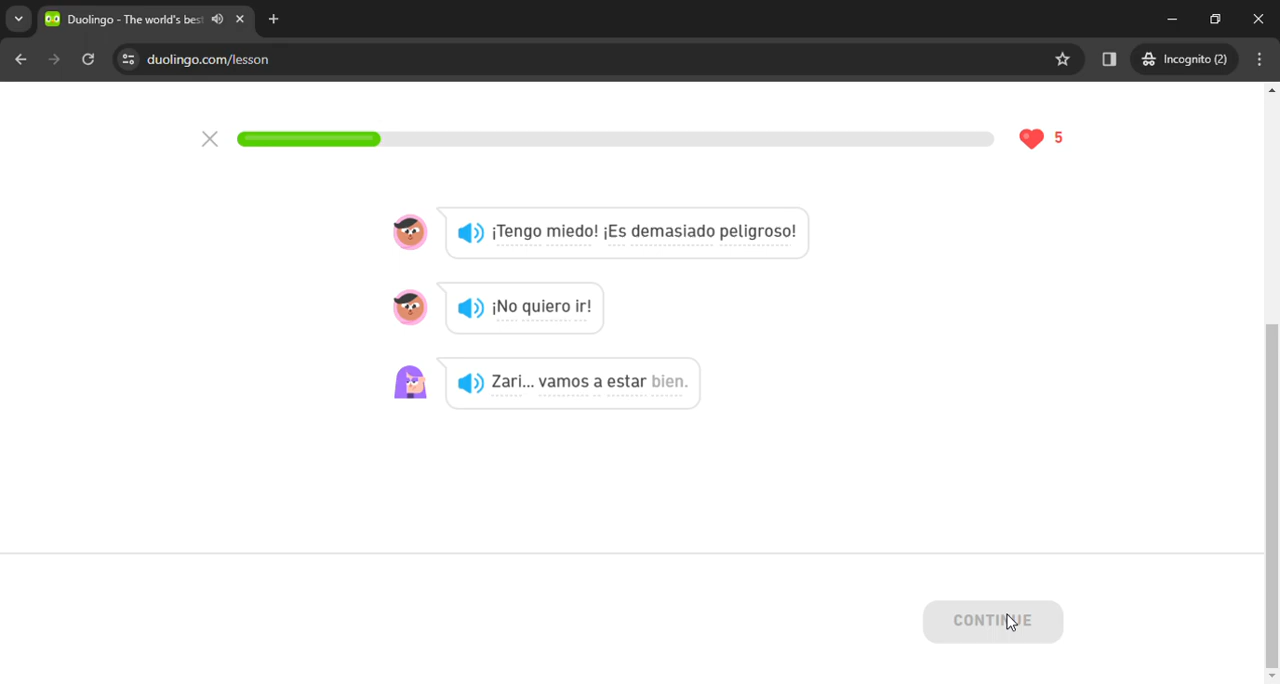 Duolingo - The world's bes
duolingo.com/lesson
Incognito (2)
5
¡Tengo miedo! ¡Es demasiado peligroso!
¡No quiero ir!
Zari... vamos a estar bien.
CONTINUE